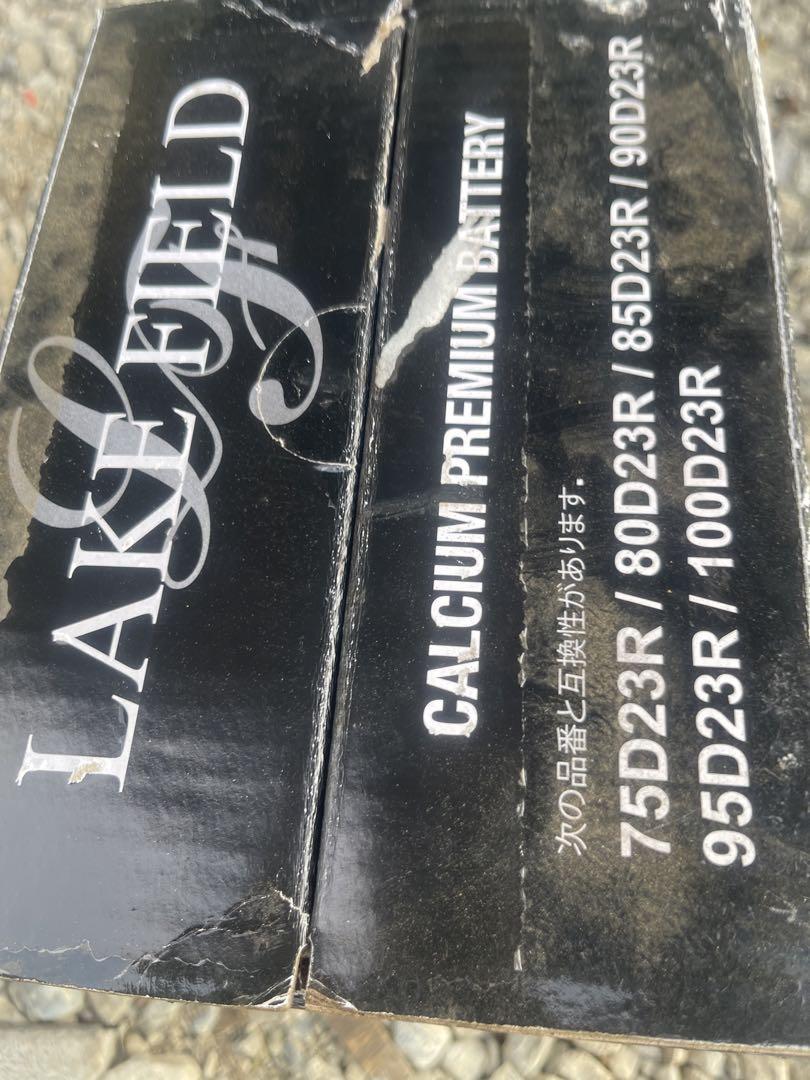 LAKE FIELD
LF
CALCIUM PREMIUM BATTERY
次の品番と互換性があります.
75D23R / 80D23R / 85D23R / 90D23R
95D23R / 100D23R